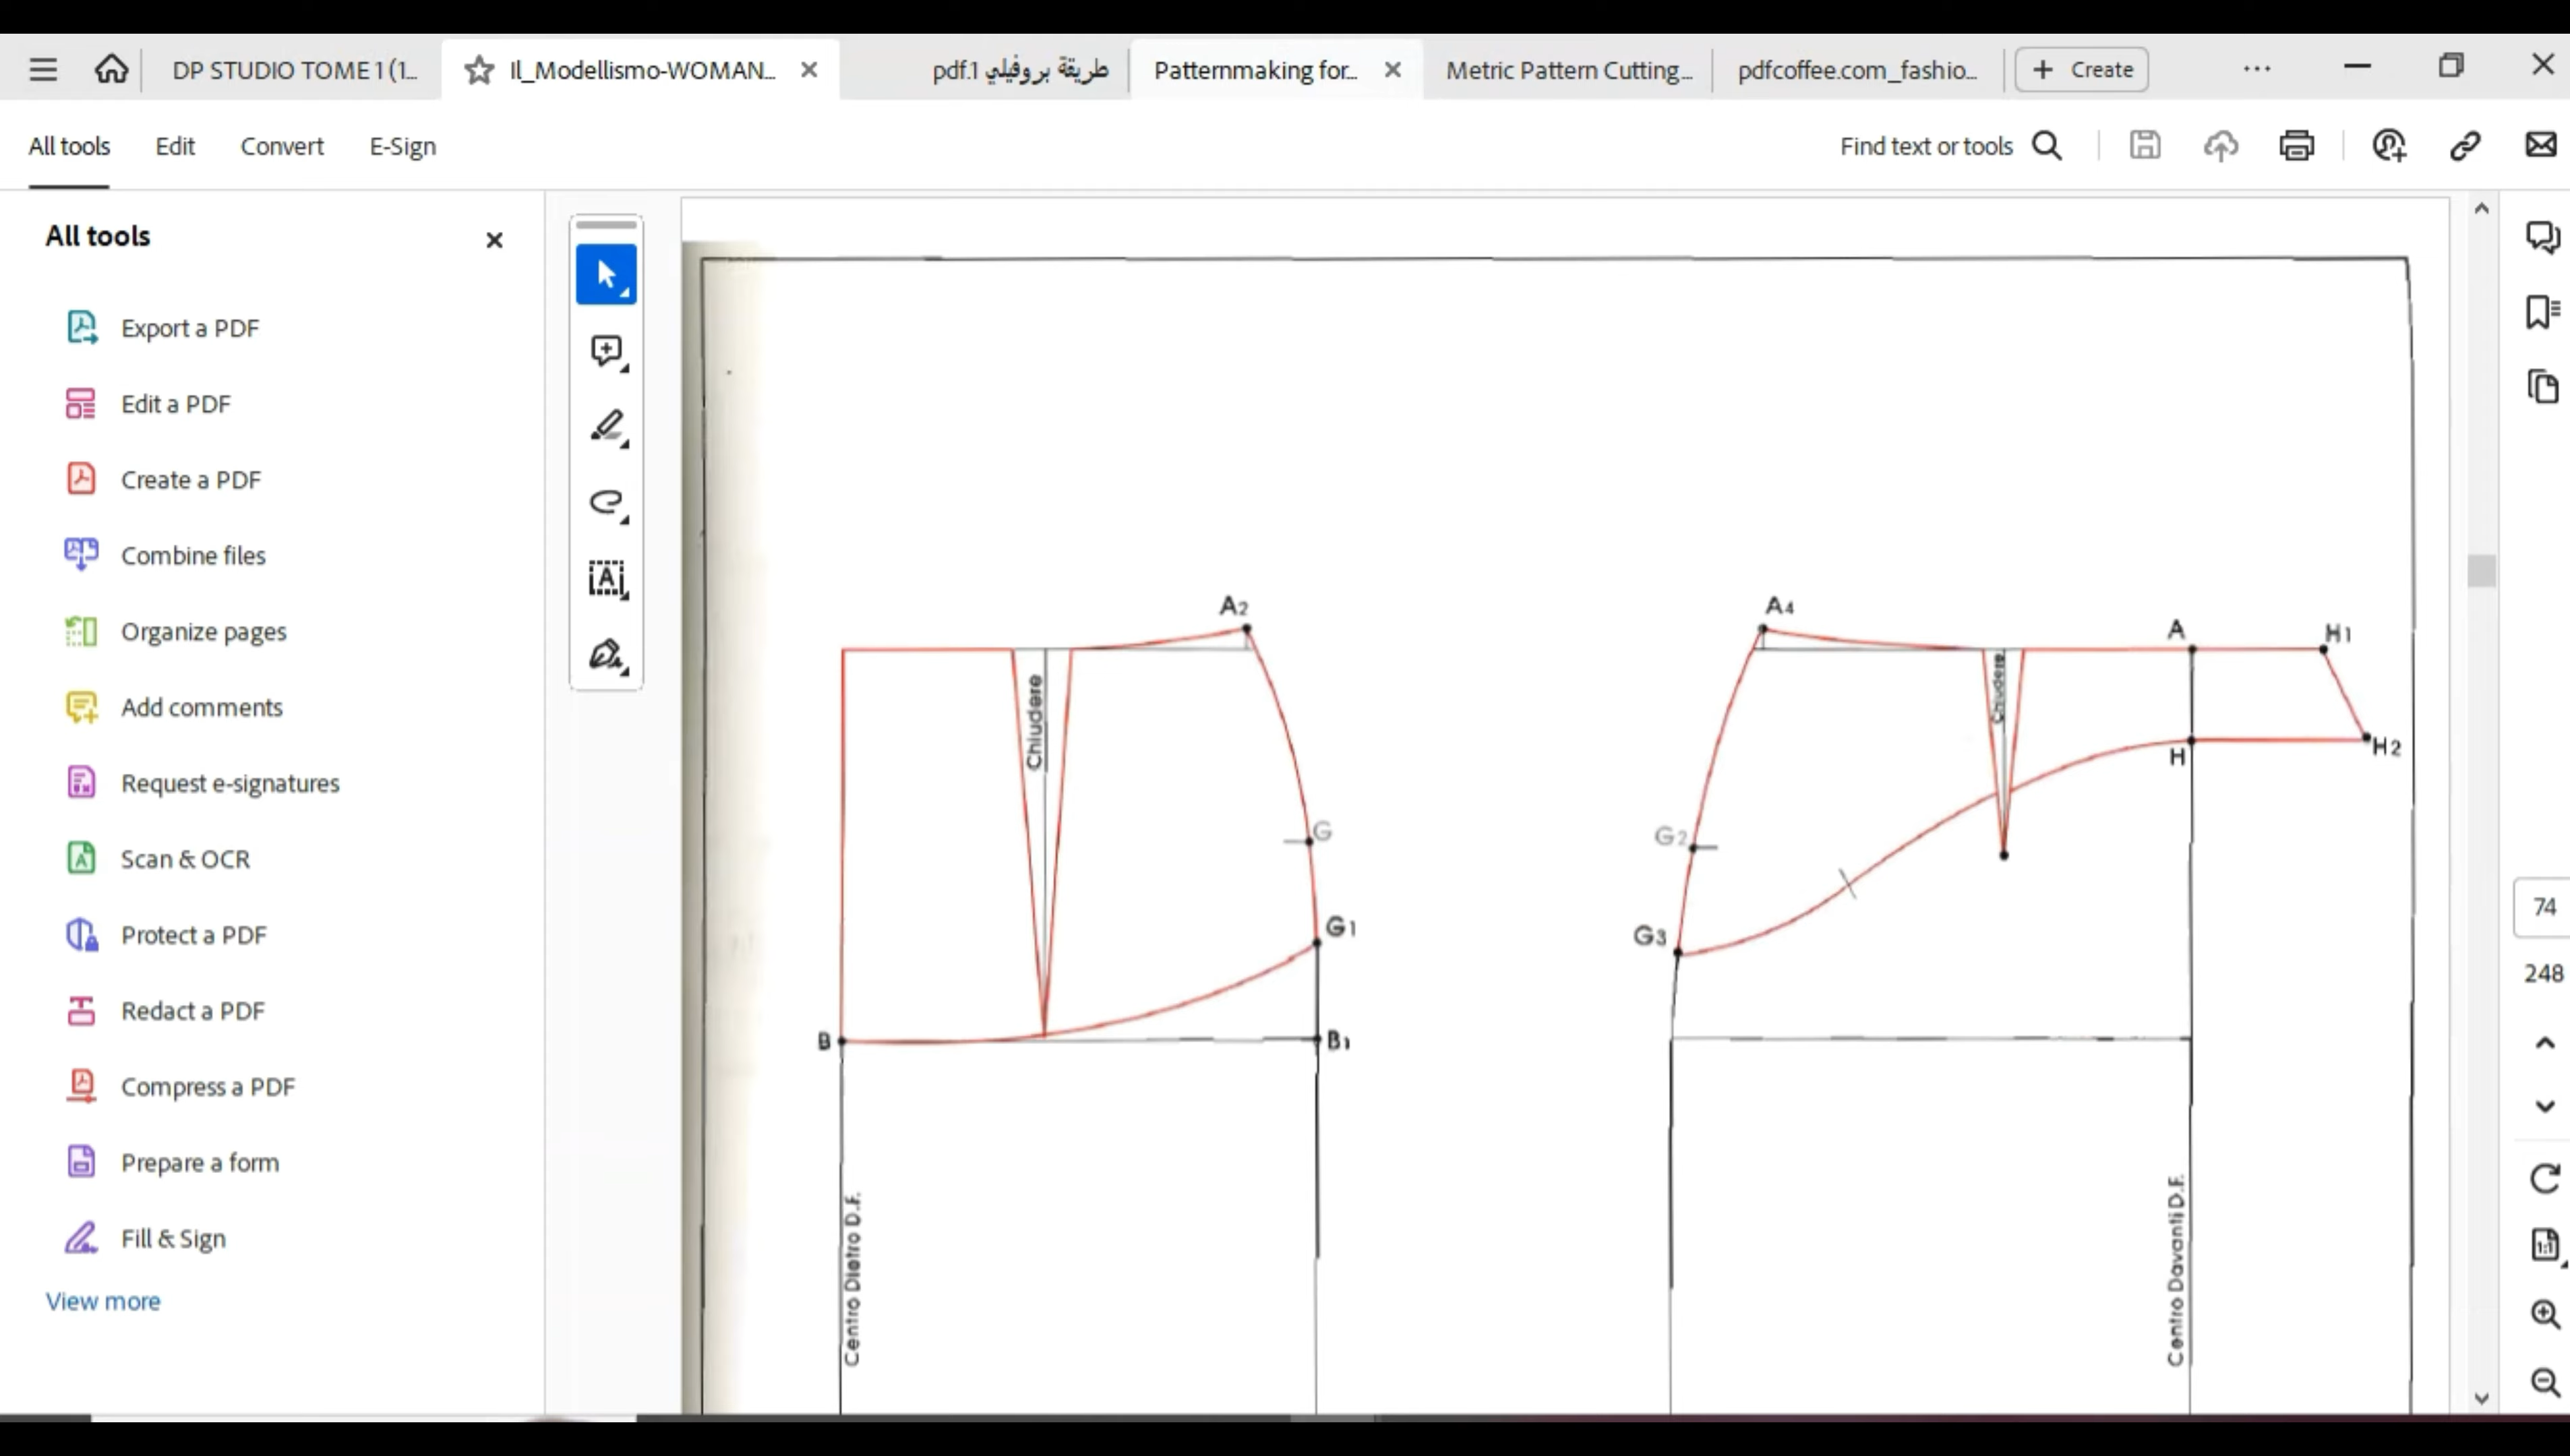 DP STUDIO TOME 1 (1...
Il_Modellismo-WOMAN...
طريقة بروفيلي 1.pdf
Patternmaking for...
Metric Pattern Cutting...
pdfcoffee.com_fashio...
+ Create
All tools
Edit
Convert
E-Sign
Find text or tools
All tools
Export a PDF
Edit a PDF
Create a PDF
Combine files
Organize pages
Add comments
Request e-signatures
Scan & OCR
Protect a PDF
Redact a PDF
Compress a PDF
Prepare a form
Fill & Sign
View more
A2
Chiudere
G
G1
B
B1
Centro Dietro D.F.
A4
A
H1
Chiudere
H
H2
G2
G3
Centro Davanti D.F.
74
248
1:1